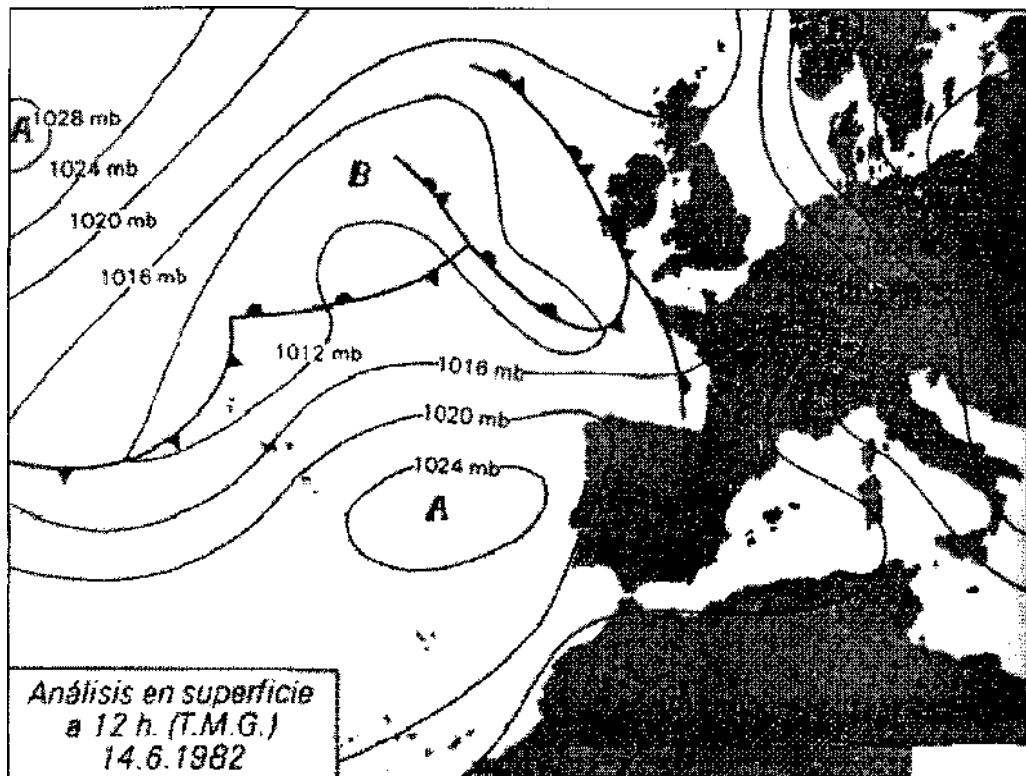 A 1028 mb
1024 mb
B
1020 mb
1016 mb
1012 mb
1016 mb
1020 mb
1024 mb
A
Análisis en superficie
a 12 h. (T.M.G.)
14.6.1982